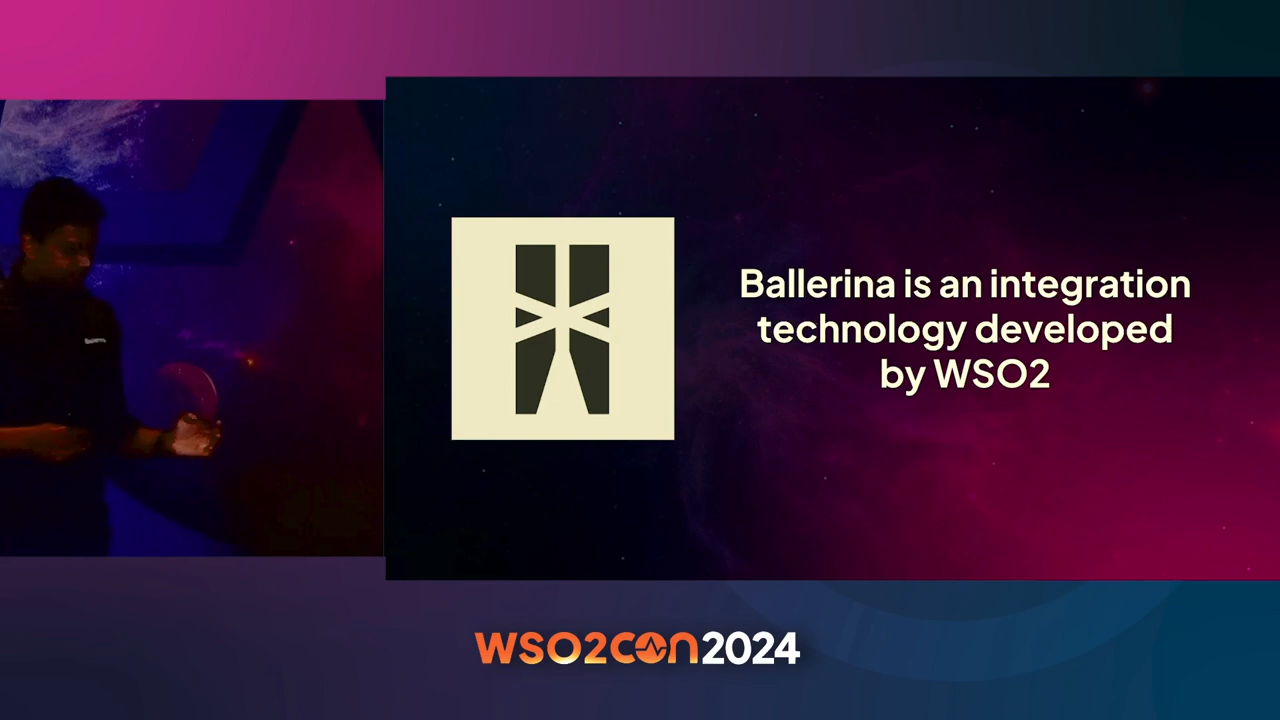 Ballerina is an integration
technology developed
by WSO2
WSO2CON2024